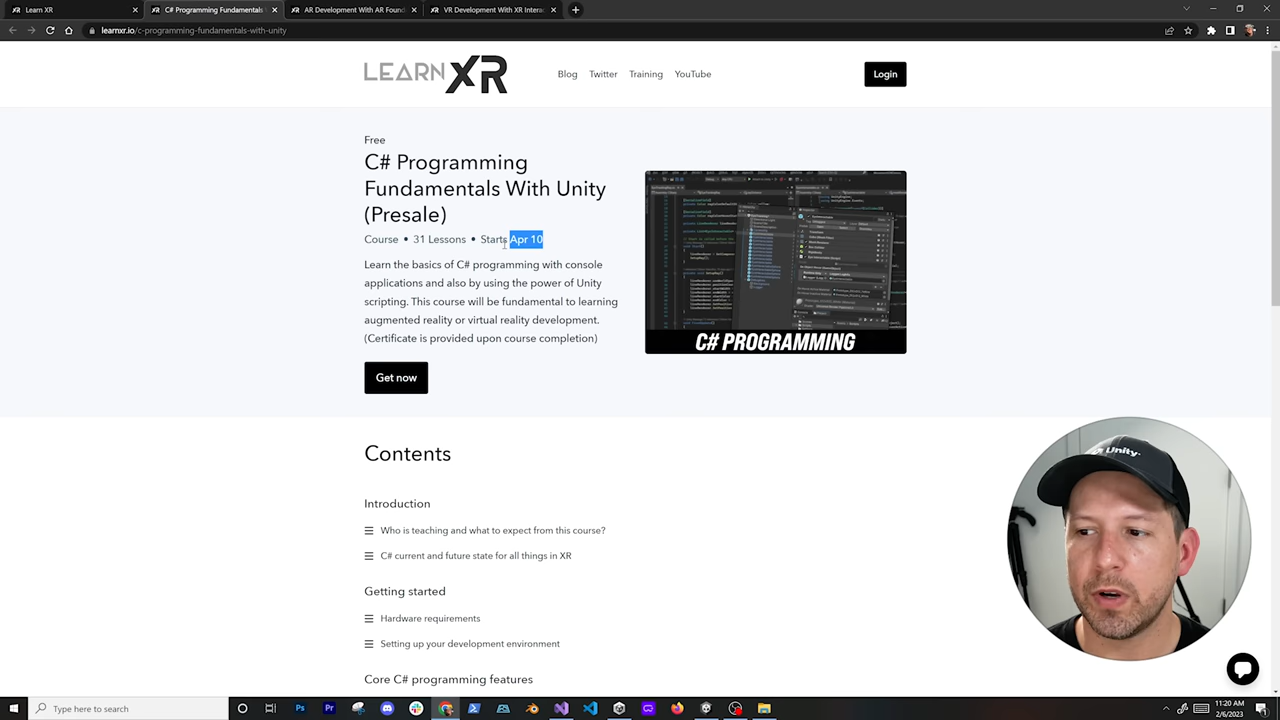 Learn XR
C# Programming Fundamentals
AR Development With AR Found
VR Development With XR Intera
learnxr.io/c-programming-fundamentals-with-unity
LEARN XR
Blog
Twitter
Training
YouTube
Login
Free
C# Programming
Fundamentals With Unity
(Presale)
Course • 31 Lessons • Starts Apr 10
Learn the basics of C# programming with console
applications and also by using the power of Unity
scripting. This course will be fundamental to learning
augmented reality or virtual reality development.
(Certificate is provided upon course completion)
C# PROGRAMMING
Get now
Contents
Introduction
Who is teaching and what to expect from this course?
C# current and future state for all things in XR
Getting started
Hardware requirements
Setting up your development environment
Core C# programming features
Unity
Type here to search
11:20 AM
2/6/2023